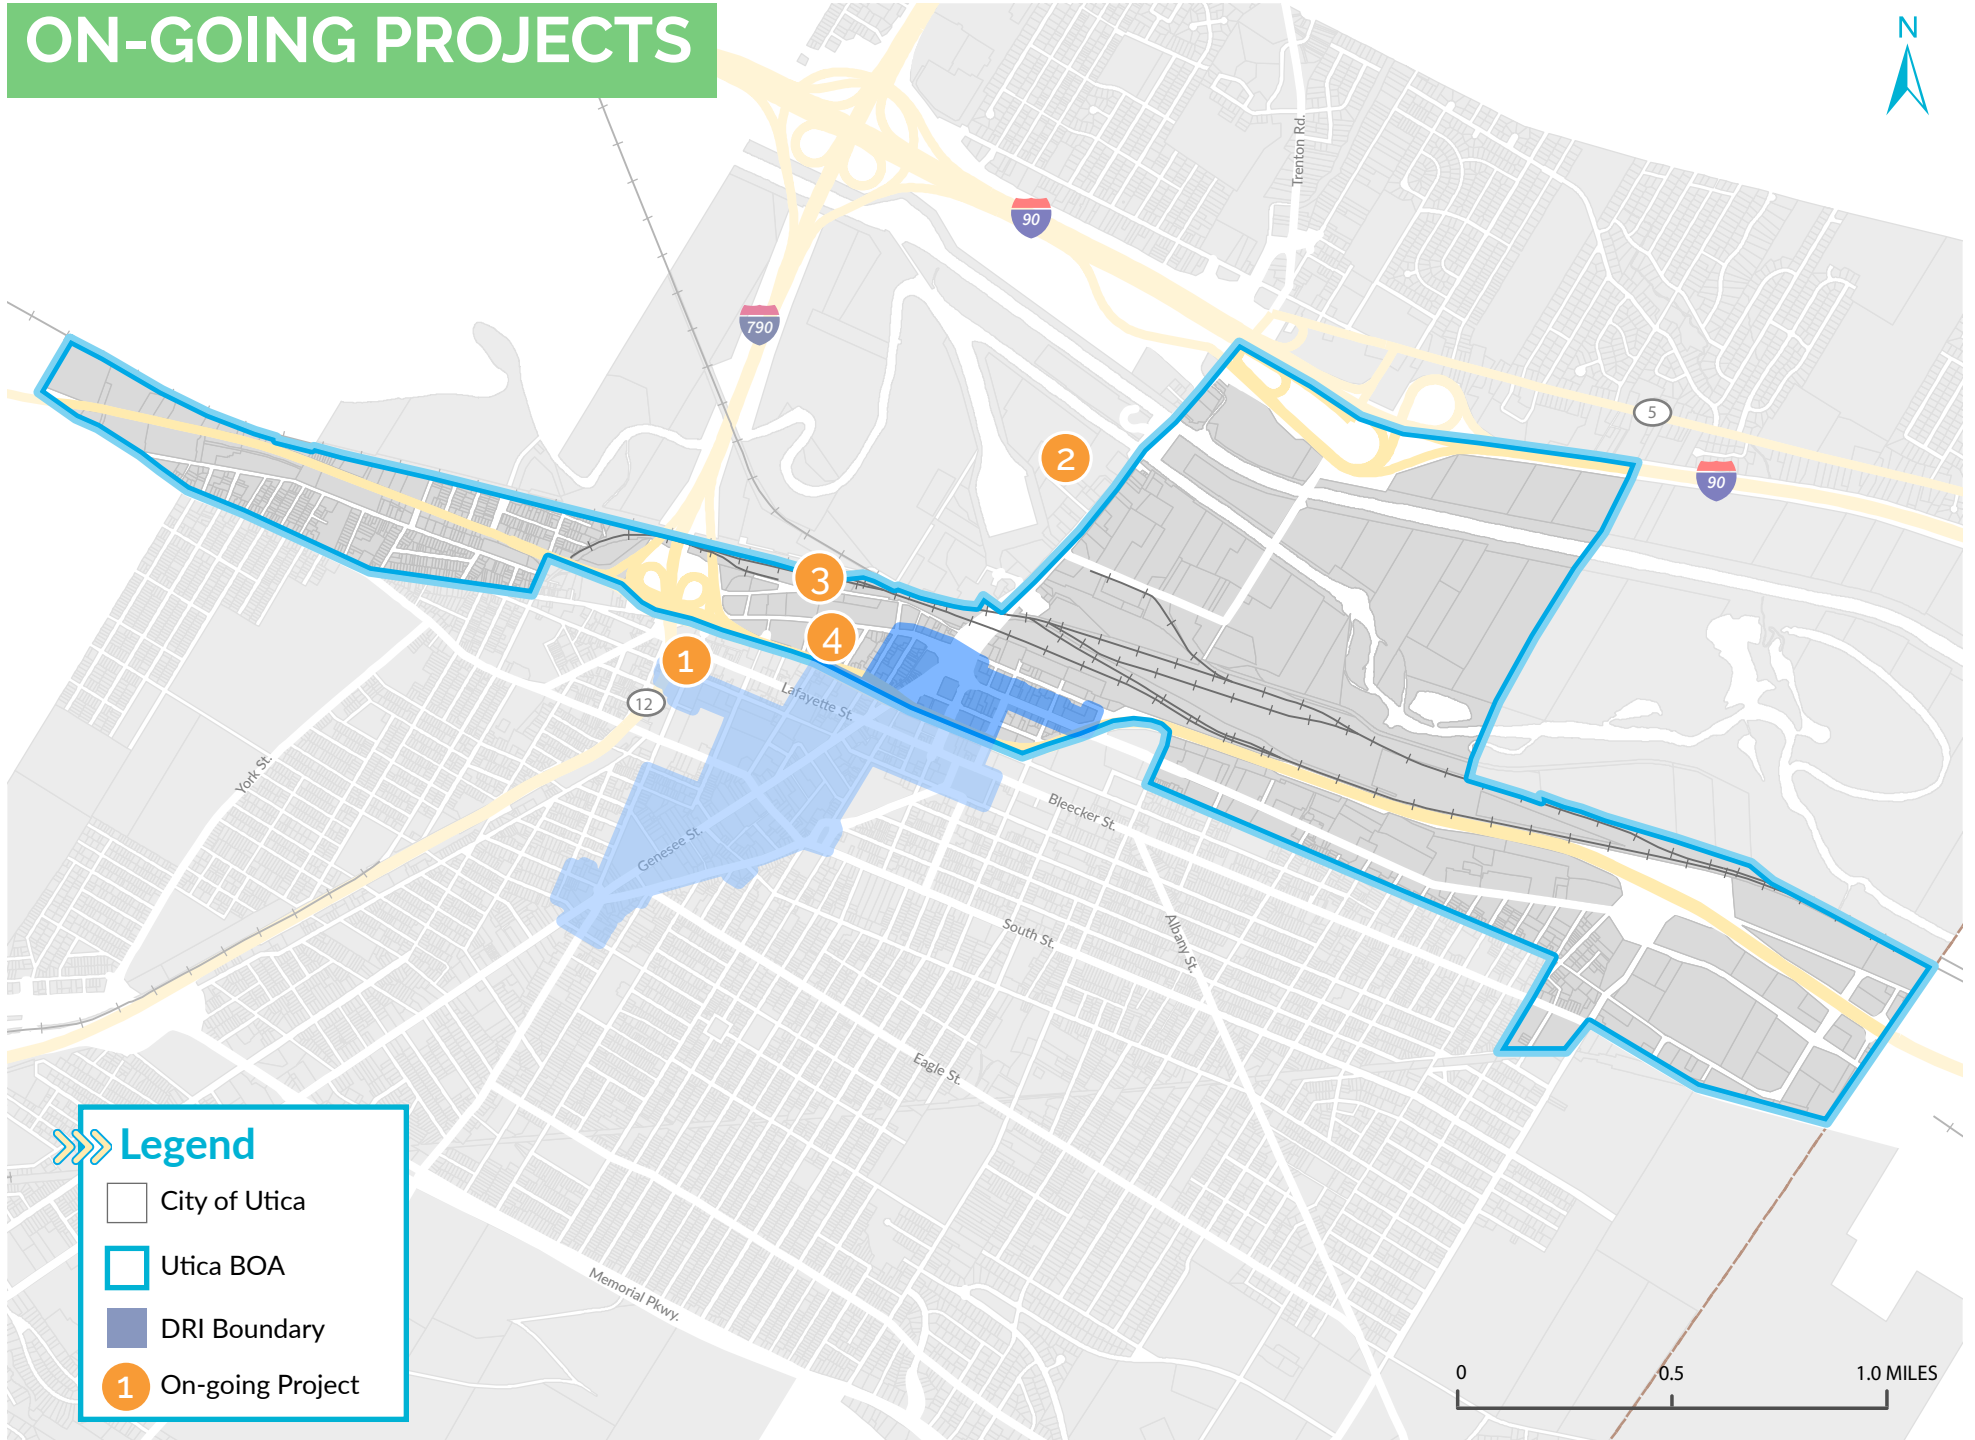 ON-GOING PROJECTS
N
Trenton Rd.
90
790
5
90
2
3
4
1
12
Lafayette St.
York St.
Bleecker St.
Genesee St.
South St.
Albany St.
Eagle St.
Memorial Pkwy.
Legend
City of Utica
Utica BOA
DRI Boundary
1 On-going Project
0 0.5 1.0 MILES